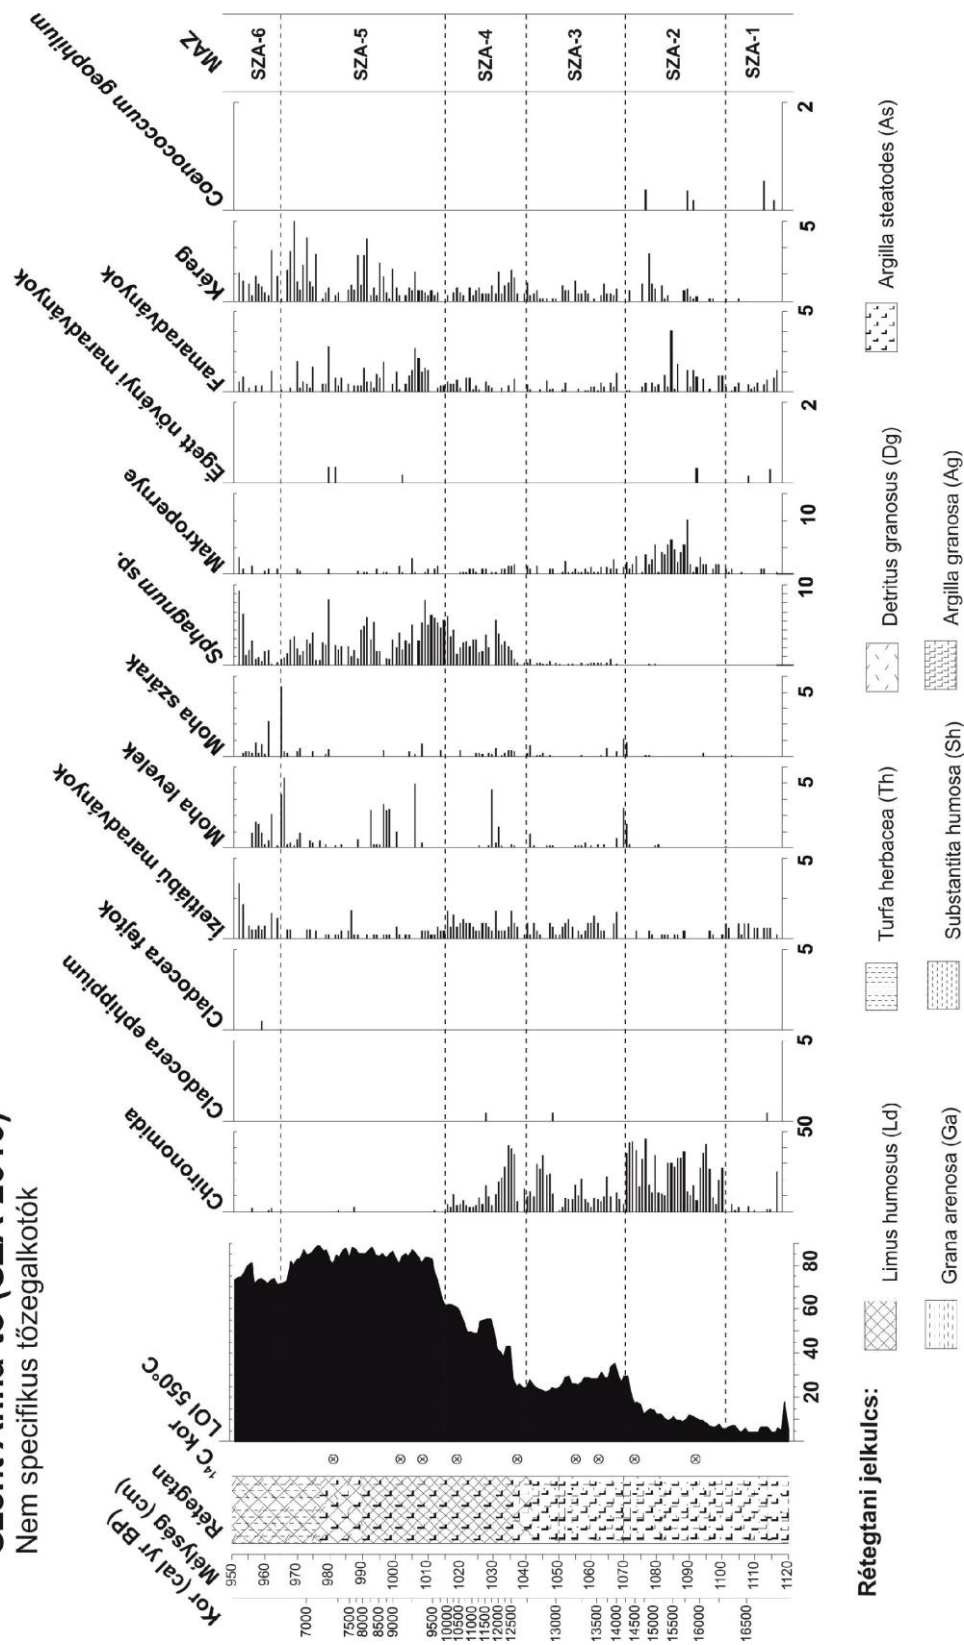 Szent Anna-tó (SZA 2010)
Nem specifikus tőzegalkotók
Kor (cal yr BP)
Mélység (cm)
Rétegtan
¹⁴C kor
LOI 550°C
Chironomida
Cladocera ephippium
Cladocera fejtok
Ízeltlábú maradványok
Moha levelek
Moha szárak
Sphagnum sp.
Makropernye
Égett növényi maradványok
Famaradványok
Kéreg
Coenococcum geophilum
MAZ
7000
7500
8000
8500
9000
9500
10000
10500
11000
11500
12000
12500
13000
13500
14000
14500
15000
16000
16500
950
960
970
980
990
1000
1010
1020
1030
1040
1050
1060
1070
1080
1090
1100
1110
1120
SZA-6
SZA-5
SZA-4
SZA-3
SZA-2
SZA-1
20 40 60 80
50
5
5
5
5
5
10
10
2
5
5
2
Rétegtani jelkulcs:
Limus humosus (Ld)
Turfa herbacea (Th)
Detritus granosus (Dg)
Argilla steatodes (As)
Grana arenosa (Ga)
Substantita humosa (Sh)
Argilla granosa (Ag)